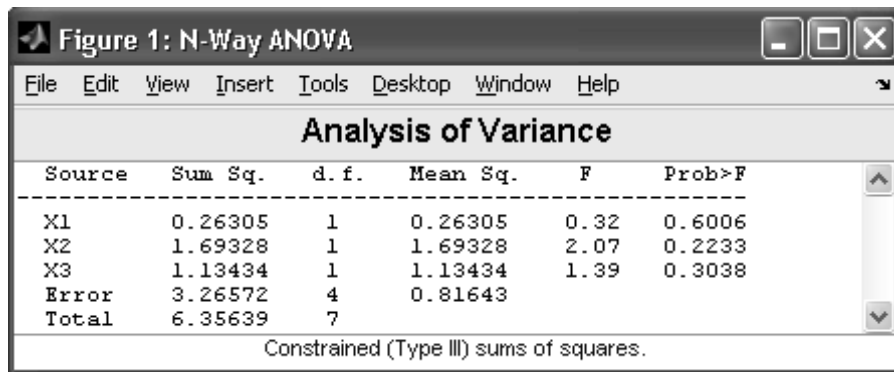 Figure 1: N-Way ANOVA
File Edit View Insert Tools Desktop Window Help
Analysis of Variance
Source Sum Sq. d.f. Mean Sq. F Prob>F
X1 0.26305 1 0.26305 0.32 0.6006
X2 1.69328 1 1.69328 2.07 0.2233
X3 1.13434 1 1.13434 1.39 0.3038
Error 3.26572 4 0.81643
Total 6.35639 7
Constrained (Type III) sums of squares.